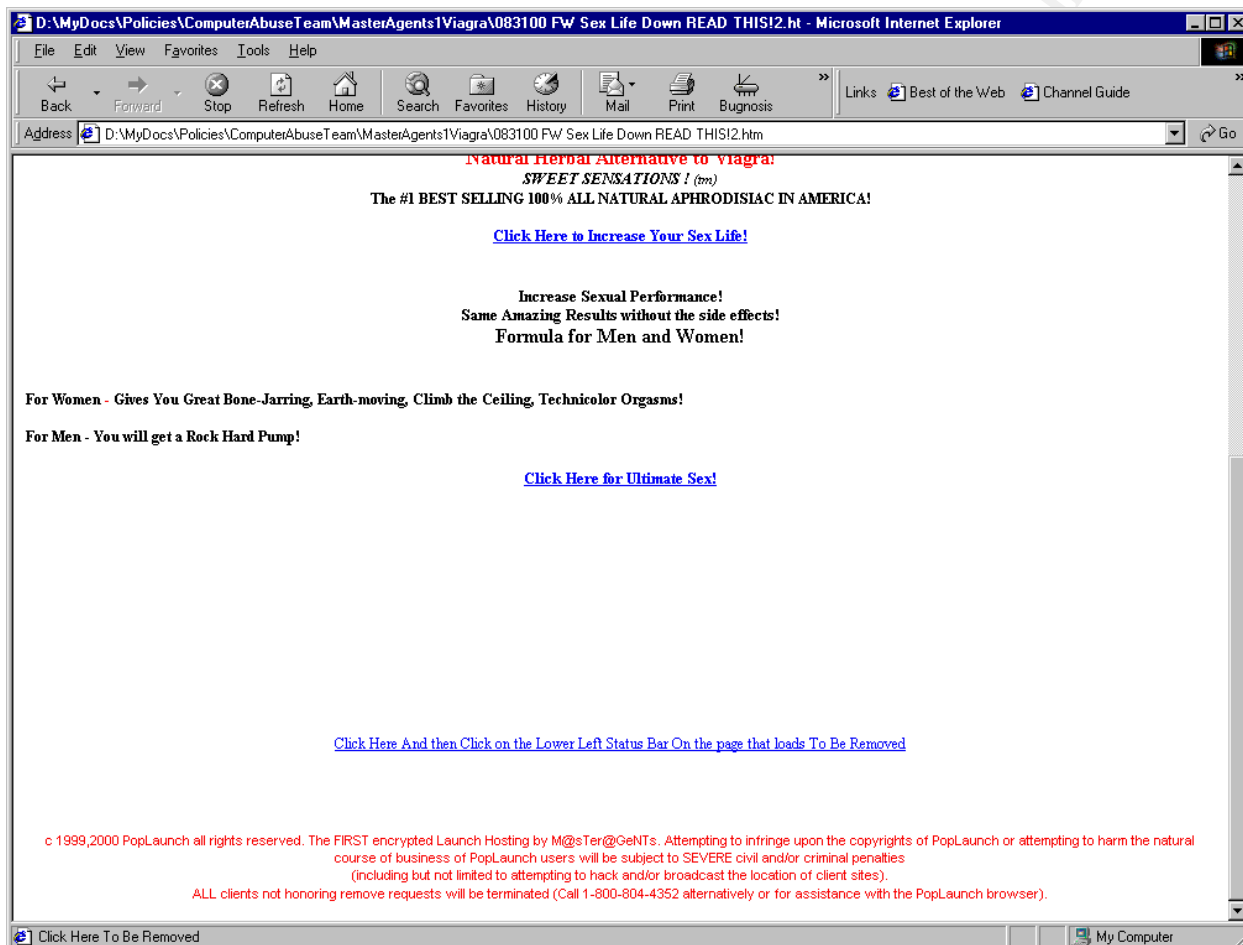 D:\MyDocs\Policies\ComputerAbuseTeam\MasterAgents1Viagra\083100 FW Sex Life Down READ THIS!2.ht - Microsoft Internet Explorer
File Edit View Favorites Tools Help
Back Forward Stop Refresh Home Search Favorites History Mail Print Bugnosis » Links Best of the Web Channel Guide »
Address D:\MyDocs\Policies\ComputerAbuseTeam\MasterAgents1Viagra\083100 FW Sex Life Down READ THIS!2.htm Go
Natural Herbal Alternative to Viagra!
SWEET SENSATIONS ! (tm)
The #1 BEST SELLING 100% ALL NATURAL APHRODISIAC IN AMERICA!
Click Here to Increase Your Sex Life!
Increase Sexual Performance!
Same Amazing Results without the side effects!
Formula for Men and Women!
For Women - Gives You Great Bone-Jarring, Earth-moving, Climb the Ceiling, Technicolor Orgasms!
For Men - You will get a Rock Hard Pump!
Click Here for Ultimate Sex!
Click Here And then Click on the Lower Left Status Bar On the page that loads To Be Removed
c 1999,2000 PopLaunch all rights reserved. The FIRST encrypted Launch Hosting by M@sTer@GeNTs. Attempting to infringe upon the copyrights of PopLaunch or attempting to harm the natural
course of business of PopLaunch users will be subject to SEVERE civil and/or criminal penalties
(including but not limited to attempting to hack and/or broadcast the location of client sites).
ALL clients not honoring remove requests will be terminated (Call 1-800-804-4352 alternatively or for assistance with the PopLaunch browser).
Click Here To Be Removed My Computer